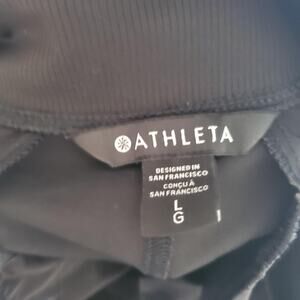 ATHLETA
DESIGNED IN
SAN FRANCISCO
CONÇU À
SAN FRANCISCO
L
G